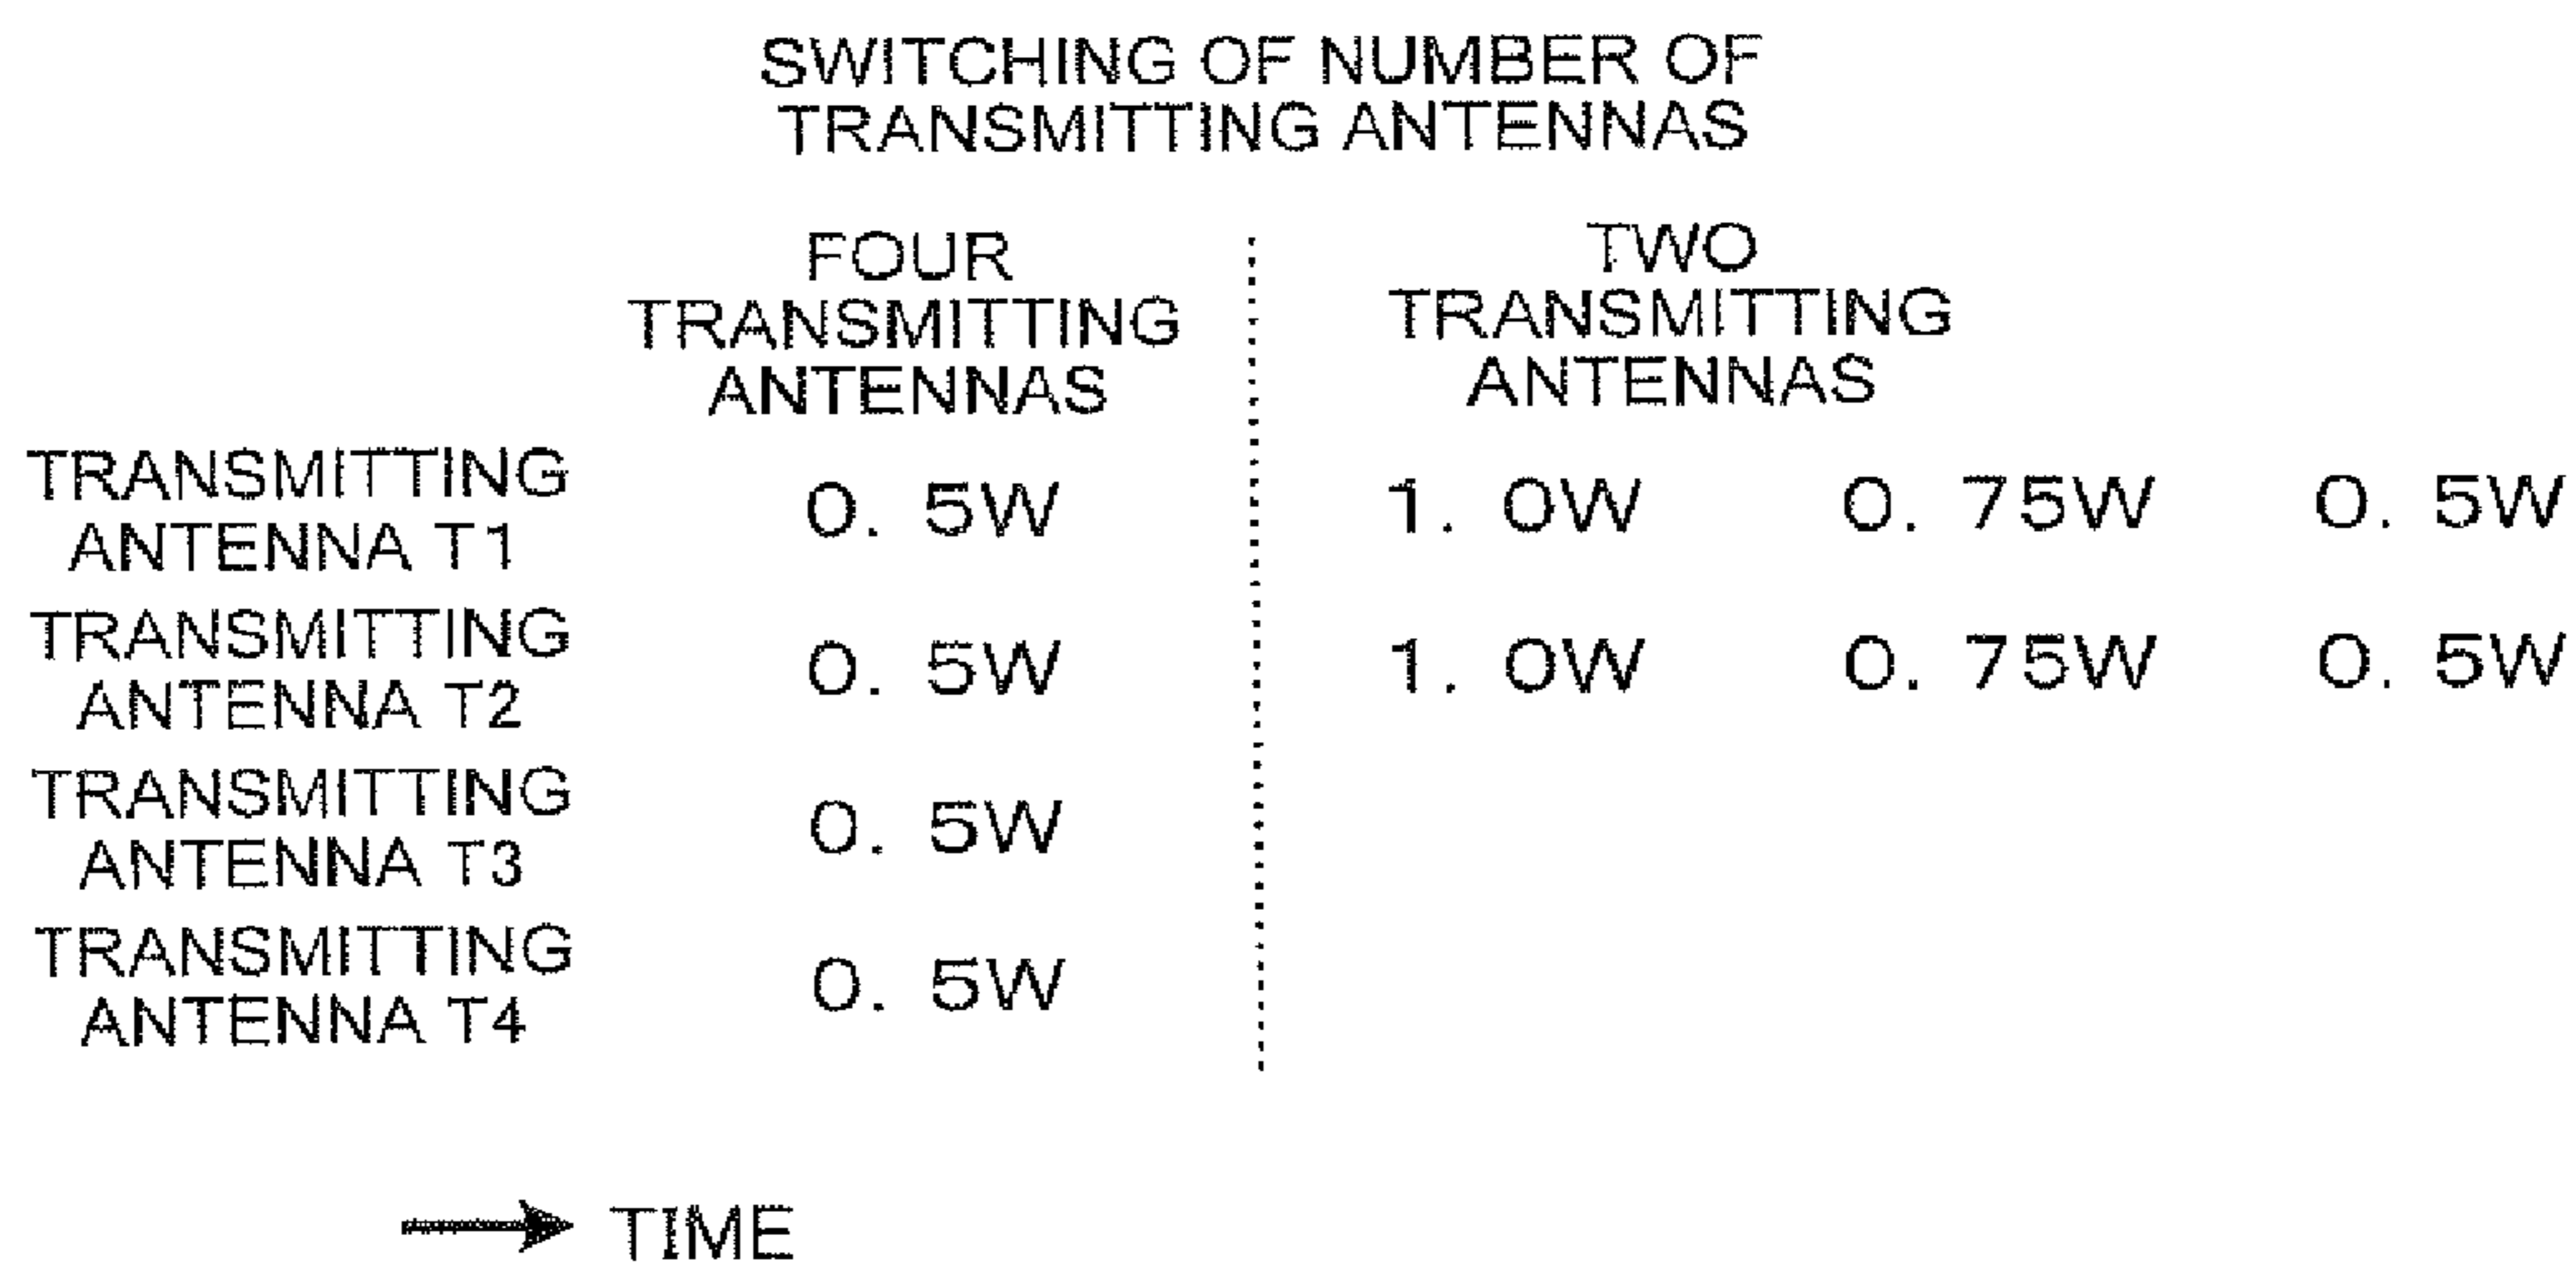 SWITCHING OF NUMBER OF
TRANSMITTING ANTENNAS
FOUR
TRANSMITTING
ANTENNAS
TWO
TRANSMITTING
ANTENNAS
TRANSMITTING
ANTENNA T1
0. 5W 1. 0W 0. 75W 0. 5W
TRANSMITTING
ANTENNA T2
0. 5W 1. 0W 0. 75W 0. 5W
TRANSMITTING
ANTENNA T3
0. 5W
TRANSMITTING
ANTENNA T4
0. 5W
TIME